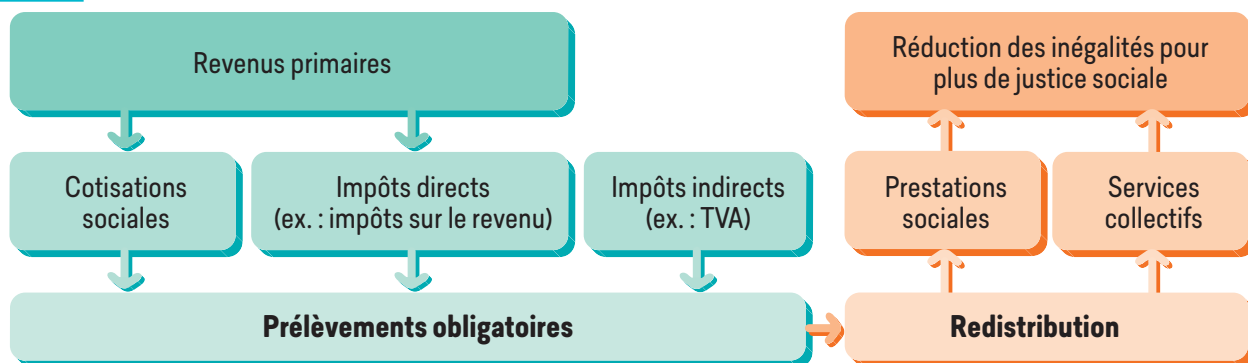 Revenus primaires
Réduction des inégalités pour
plus de justice sociale
Cotisations
sociales
Impôts directs
(ex. : impôts sur le revenu)
Impôts indirects
(ex. : TVA)
Prestations
sociales
Services
collectifs
Prélèvements obligatoires
Redistribution